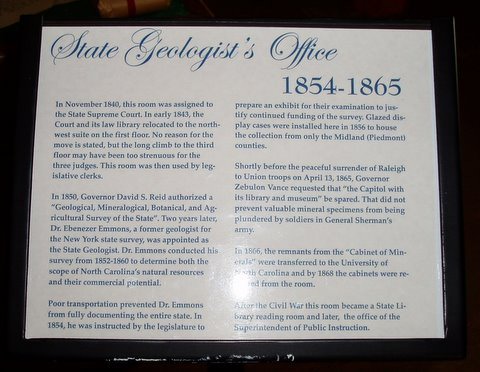 State Geologist's Office
1854-1865
In November 1840, this room was assigned to
the State Supreme Court. In early 1843, the
Court and its law library relocated to the north-
west suite on the first floor. No reason for the
move is stated, but the long climb to the third
floor may have been too strenuous for the
three judges. This room was then used by leg-
islative clerks.
In 1850, Governor David S. Reid authorized a
"Geological, Mineralogical, Botanical, and Ag-
ricultural Survey of the State". Two years later,
Dr. Ebenezer Emmons, a former geologist for
the New York state survey, was appointed as
the State Geologist. Dr. Emmons conducted his
survey from 1852-1860 to determine both the
scope of North Carolina's natural resources
and their commercial potential.
Poor transportation prevented Dr. Emmons
from fully documenting the entire state. In
1854, he was instructed by the legislature to
prepare an exhibit for their examination to jus-
tify continued funding of the survey. Glazed dis-
play cases were installed here in 1856 to house
the collection from only the Midland (Piedmont)
counties.
Shortly before the peaceful surrender of Raleigh
to Union troops on April 13, 1865, Governor
Zebulon Vance requested that "the Capitol with
its library and museum" be spared. That did not
prevent valuable mineral specimens from being
plundered by soldiers in General Sherman's
army.
In 1866, the remnants from the "Cabinet of Min-
erals" were transferred to the University of
North Carolina and by 1868 the cabinets were re-
moved from the room.
After the Civil War this room became a State Li-
brary reading room and later, the office of the
Superintendent of Public Instruction.